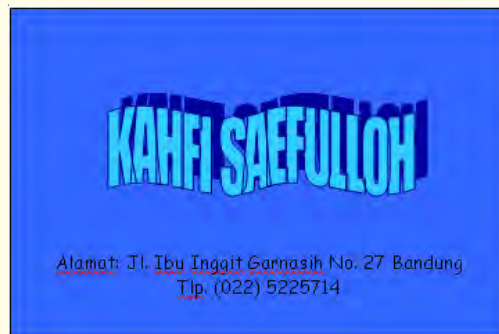 KAHFI SAEFULLOH
Alamat: Jl. Ibu Inggit Garnasih No. 27 Bandung
Tlp. (022) 5225714